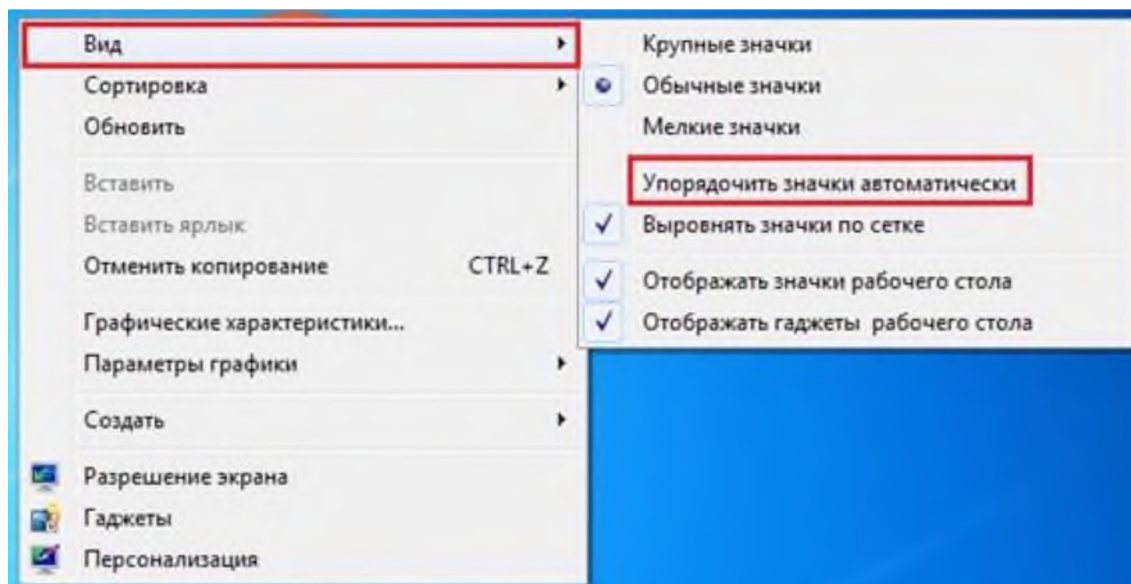 Вид
Сортировка
Обновить
Вставить
Вставить ярлык
Отменить копирование CTRL+Z
Графические характеристики...
Параметры графики
Создать
Разрешение экрана
Гаджеты
Персонализация
Крупные значки
Обычные значки
Мелкие значки
Упорядочить значки автоматически
Выровнять значки по сетке
Отображать значки рабочего стола
Отображать гаджеты рабочего стола